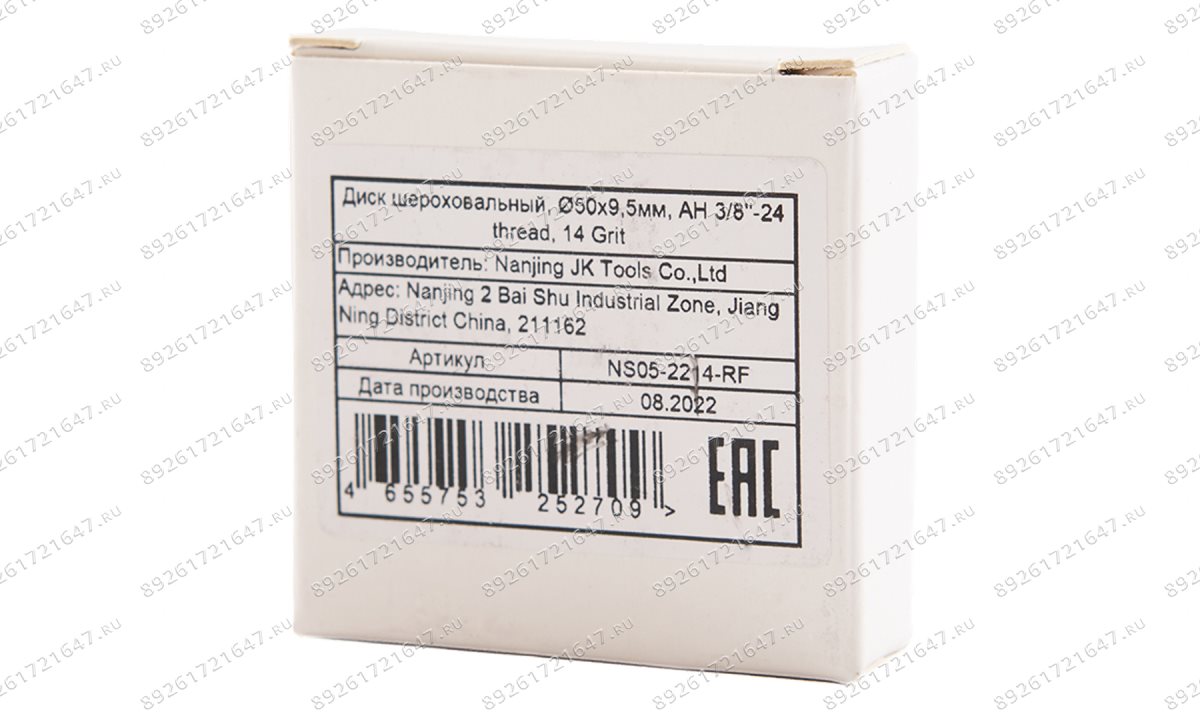 Диск шероховальный, Ø50x9,5мм, AH 3/8"-24
thread, 14 Grit
Производитель: Nanjing JK Tools Co.,Ltd
Адрес: Nanjing 2 Bai Shu Industrial Zone, Jiang
Ning District China, 211162
Артикул NS05-2214-RF
Дата производства 08.2022
4 655753 252709 >
EAC
89261721647.ru